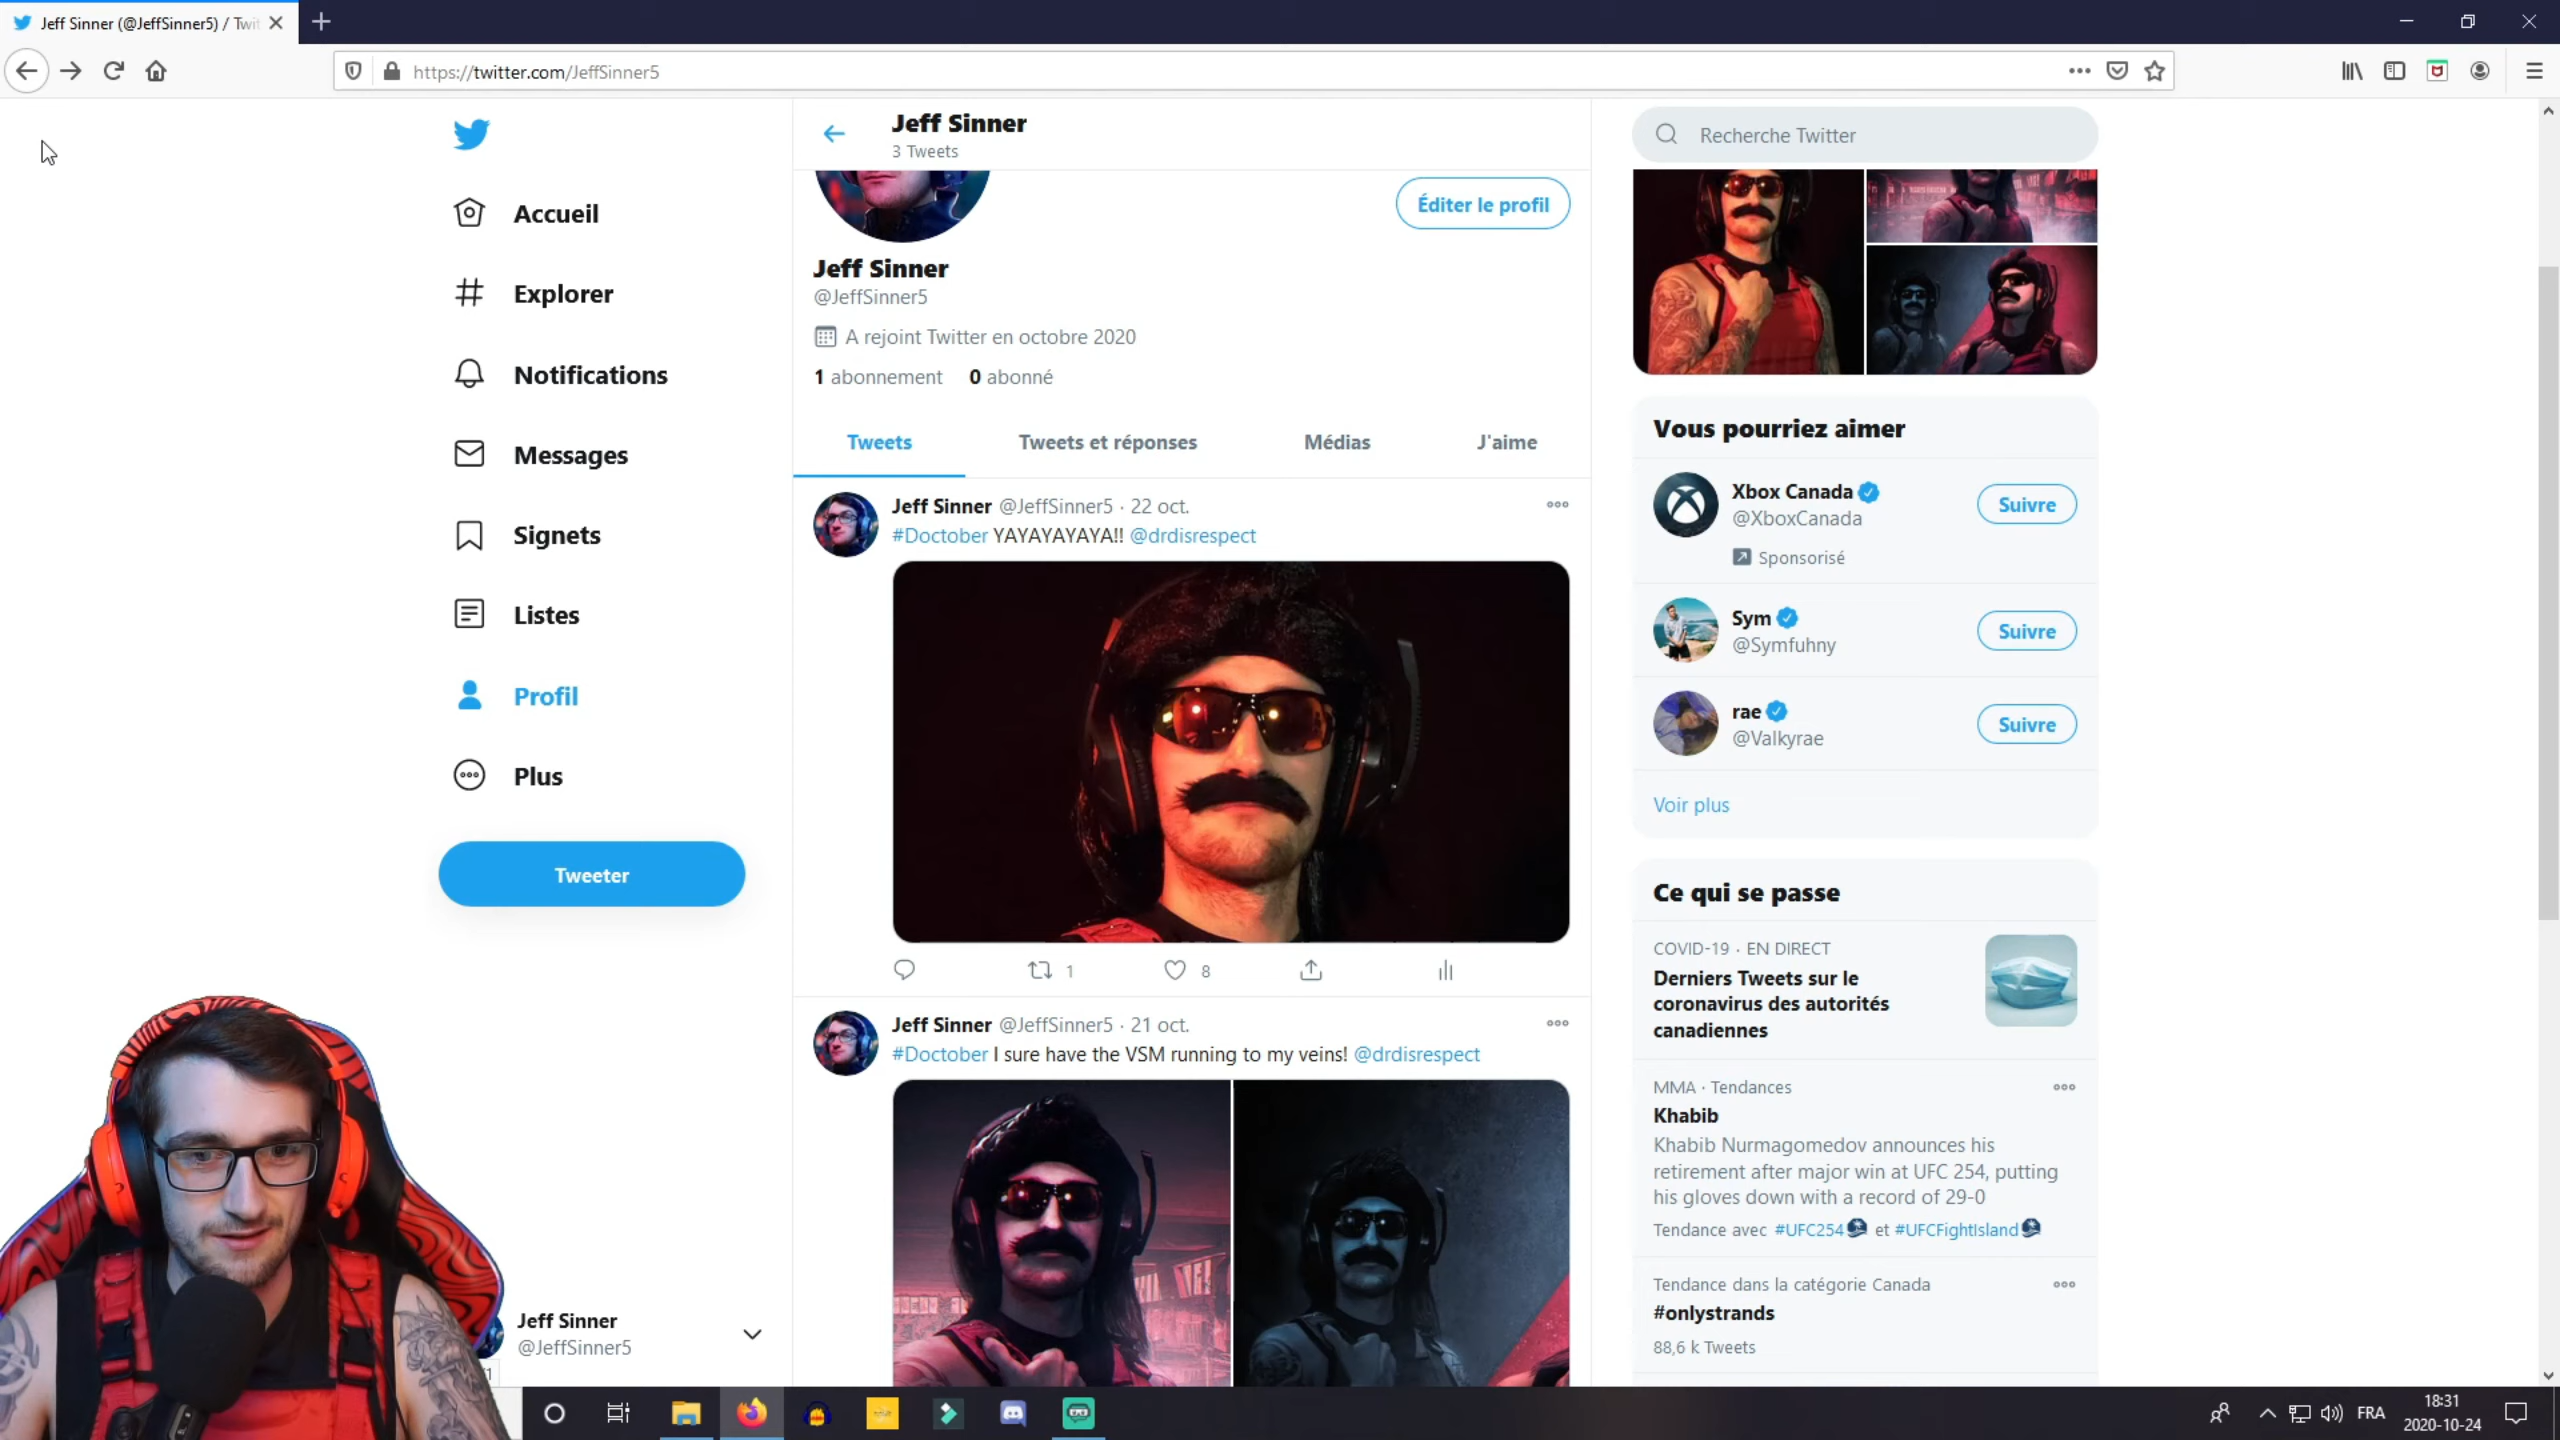 Jeff Sinner (@JeffSinner5) / Twit
https://twitter.com/JeffSinner5
Accueil
Explorer
Notifications
Messages
Signets
Listes
Profil
Plus
Tweeter
Jeff Sinner
@JeffSinner5
Jeff Sinner
3 Tweets
Éditer le profil
Jeff Sinner
@JeffSinner5
A rejoint Twitter en octobre 2020
1 abonnement 0 abonné
Tweets Tweets et réponses Médias J'aime
Jeff Sinner @JeffSinner5 · 22 oct.
#Doctober YAYAYAYAYA!! @drdisrespect
1 8
Jeff Sinner @JeffSinner5 · 21 oct.
#Doctober I sure have the VSM running to my veins! @drdisrespect
Recherche Twitter
Vous pourriez aimer
Xbox Canada
@XboxCanada
Suivre
Sponsorisé
Sym
@Symfuhny
Suivre
rae
@Valkyrae
Suivre
Voir plus
Ce qui se passe
COVID-19 · EN DIRECT
Derniers Tweets sur le
coronavirus des autorités
canadiennes
MMA · Tendances
Khabib
Khabib Nurmagomedov announces his
retirement after major win at UFC 254, putting
his gloves down with a record of 29-0
Tendance avec #UFC254 et #UFCFightIsland
Tendance dans la catégorie Canada
#onlystrands
88,6 k Tweets
FRA
18:31
2020-10-24